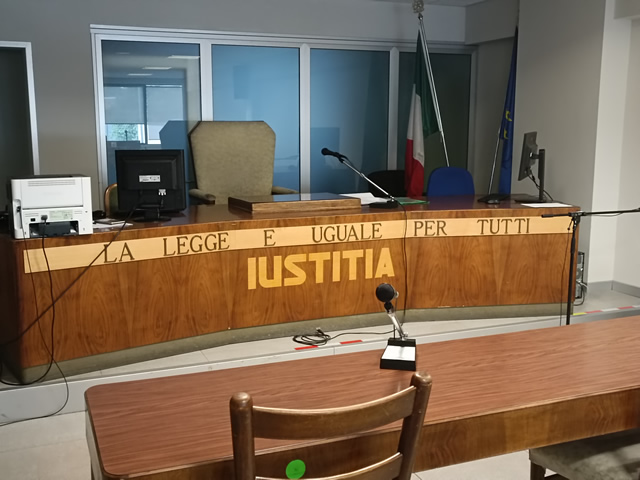 LA LEGGE E UGUALE PER TUTTI
IUSTITIA